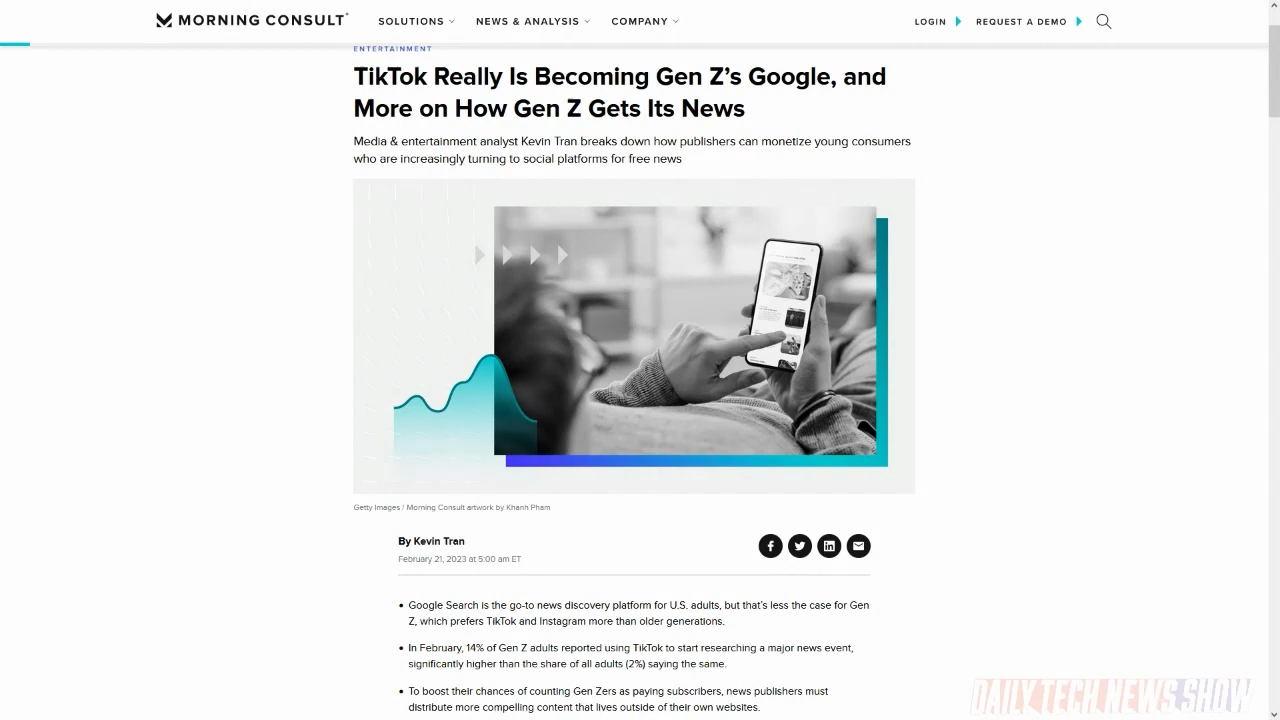 MORNING CONSULT
SOLUTIONS
NEWS & ANALYSIS
COMPANY
LOGIN
REQUEST A DEMO
ENTERTAINMENT
TikTok Really Is Becoming Gen Z’s Google, and
More on How Gen Z Gets Its News
Media & entertainment analyst Kevin Tran breaks down how publishers can monetize young consumers
who are increasingly turning to social platforms for free news
Getty Images / Morning Consult artwork by Khanh Pham
By Kevin Tran
February 21, 2023 at 5:00 am ET
• Google Search is the go-to news discovery platform for U.S. adults, but that’s less the case for Gen
Z, which prefers TikTok and Instagram more than older generations.
• In February, 14% of Gen Z adults reported using TikTok to start researching a major news event,
significantly higher than the share of all adults (2%) saying the same.
• To boost their chances of counting Gen Zers as paying subscribers, news publishers must
distribute more compelling content that lives outside of their own websites.
DAILY TECH NEWS SHOW